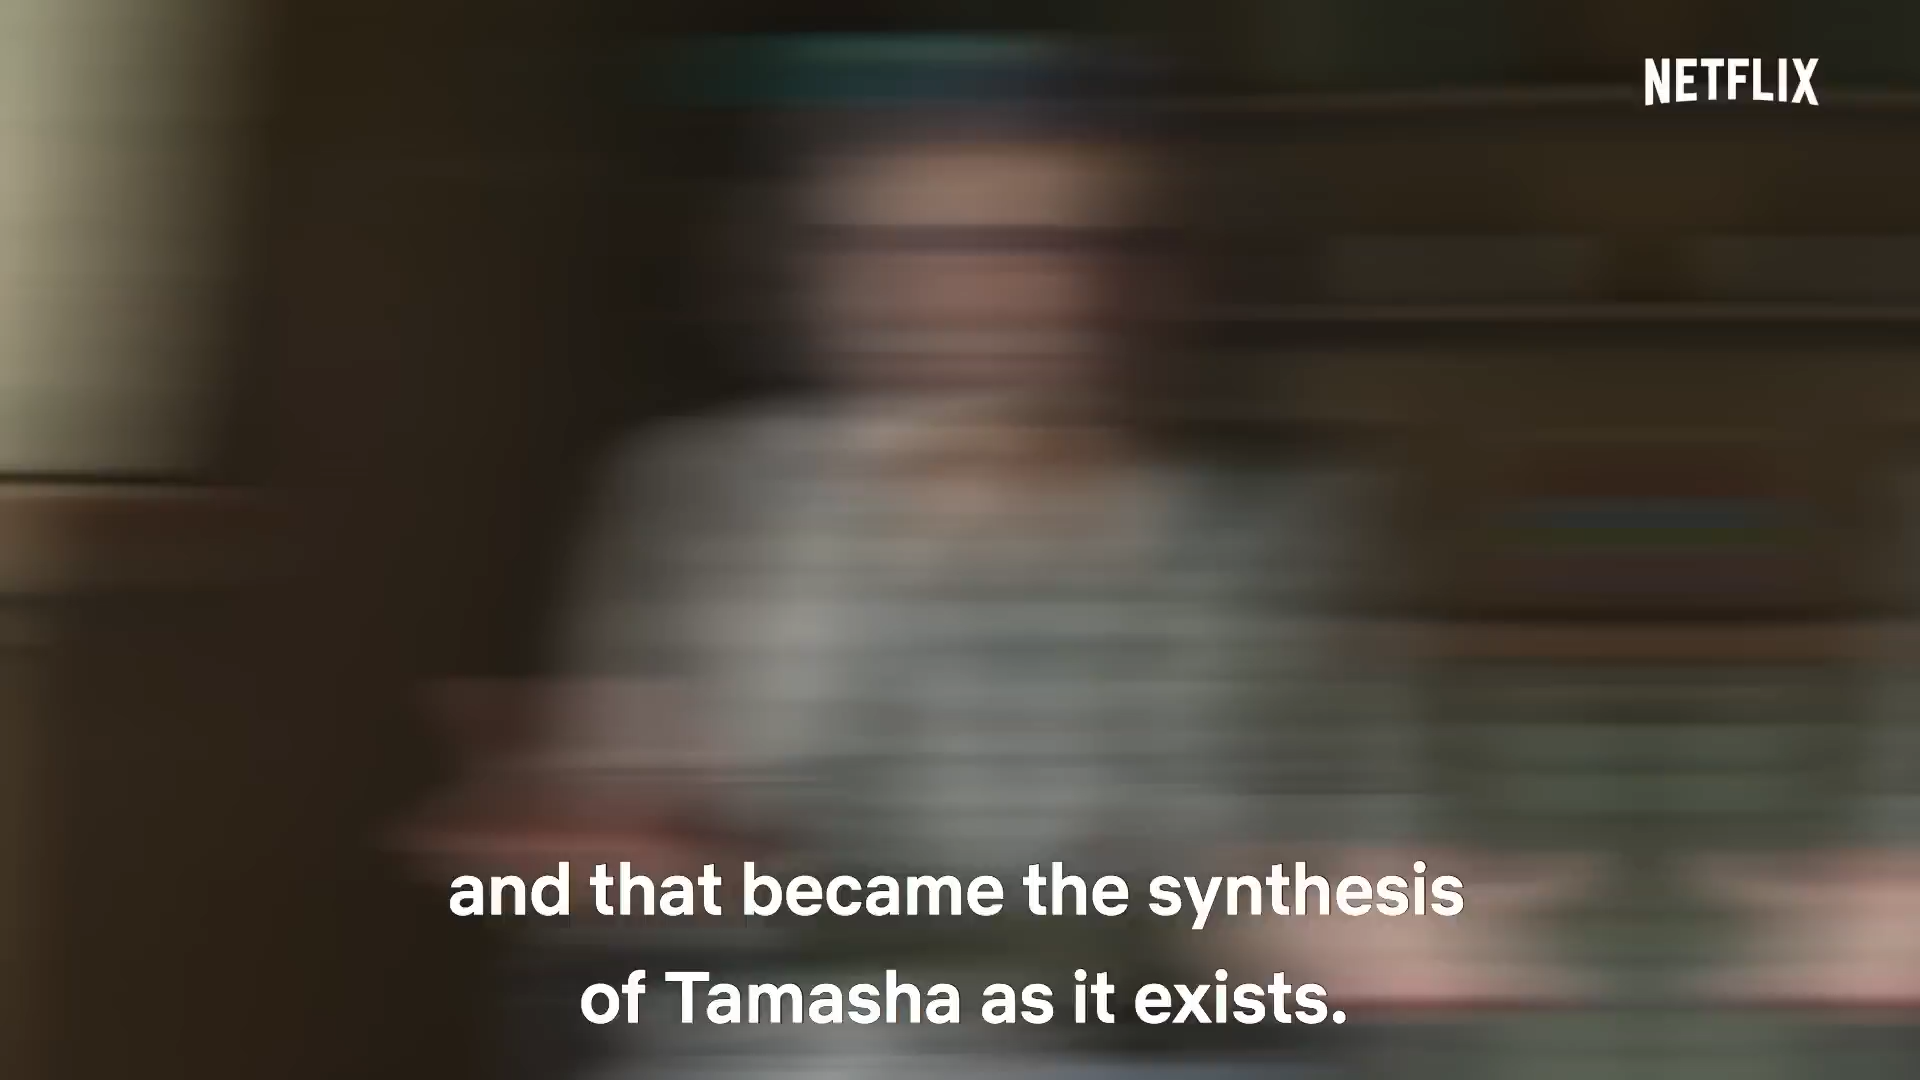 NETFLIX
and that became the synthesis
of Tamasha as it exists.